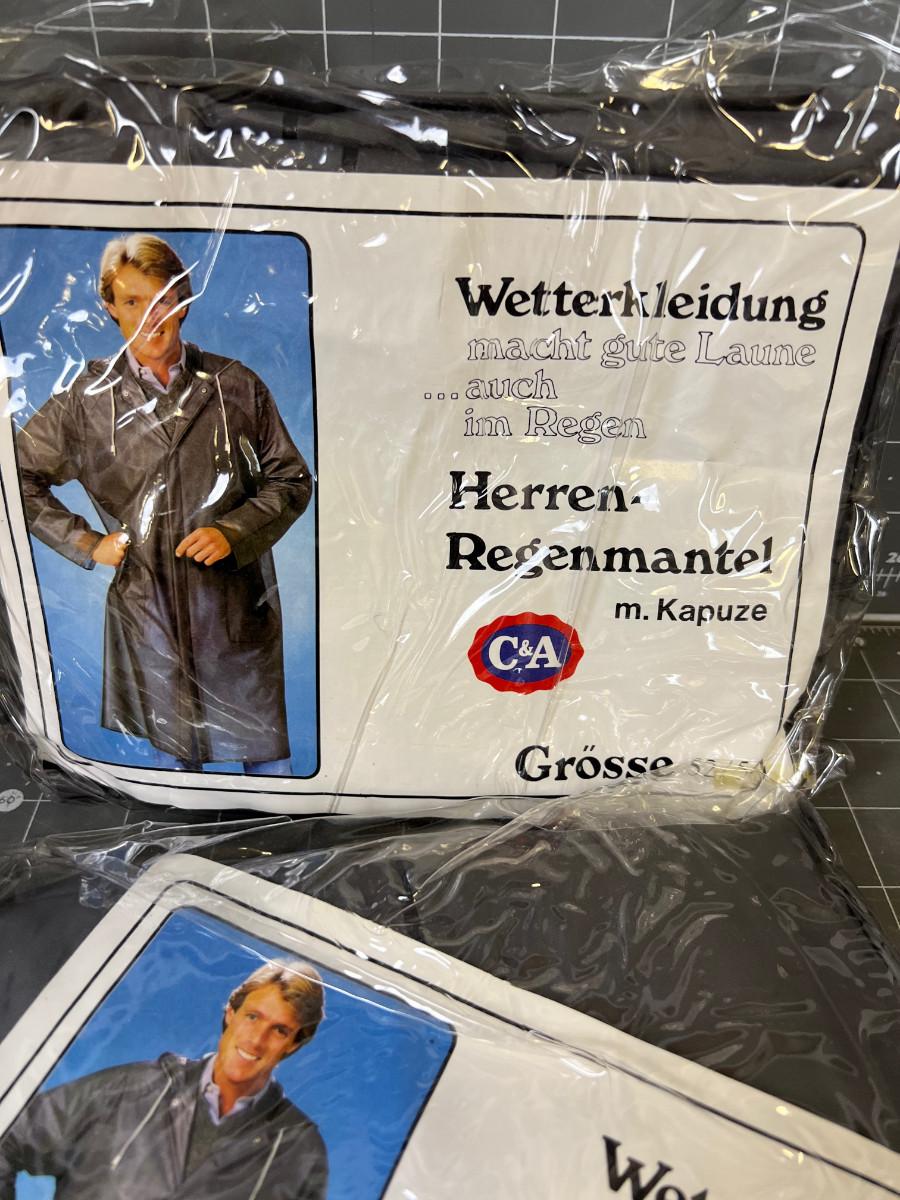 Wetterkleidung
macht gute Laune
...auch
im Regen
Herren-
Regenmantel
m. Kapuze
C&A
Grösse